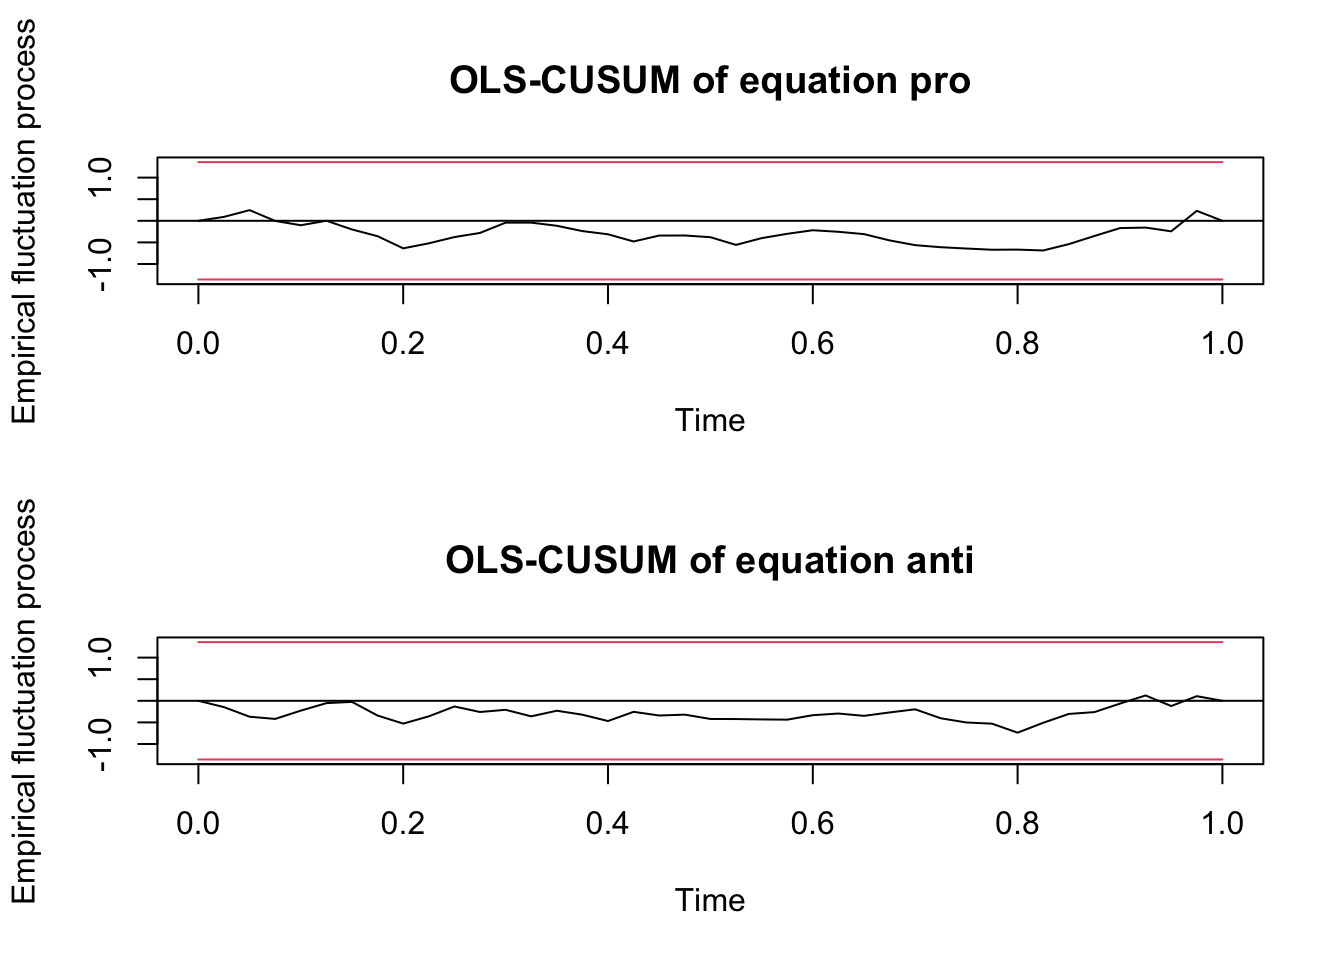 OLS-CUSUM of equation pro
Empirical fluctuation process
1.0
-1.0
0.0 0.2 0.4 0.6 0.8 1.0
Time
OLS-CUSUM of equation anti
Empirical fluctuation process
1.0
-1.0
0.0 0.2 0.4 0.6 0.8 1.0
Time